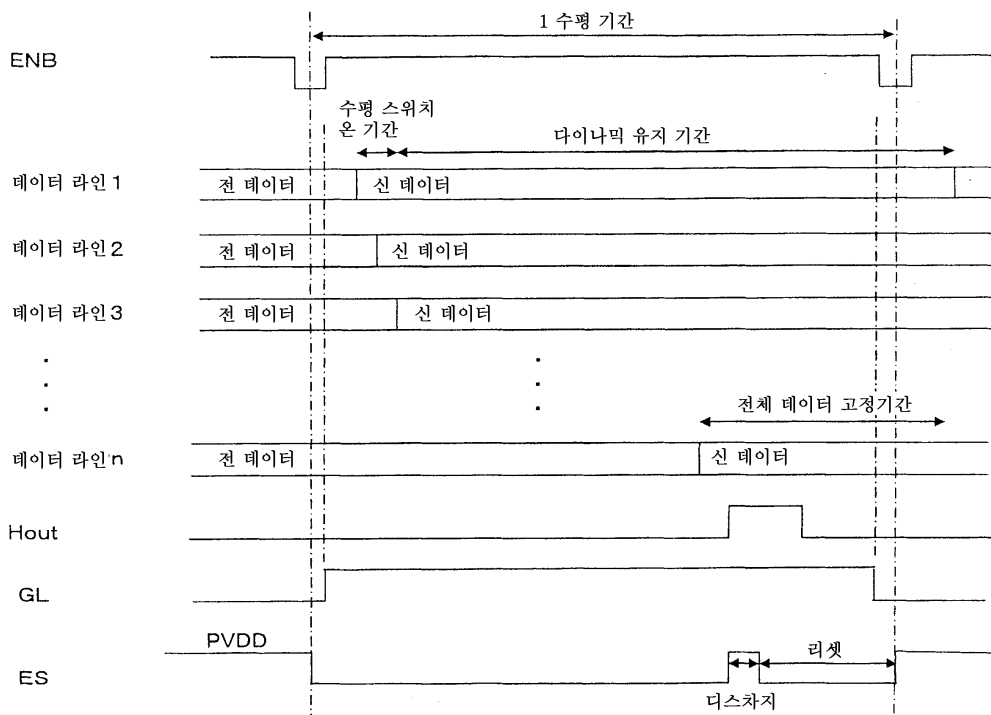 1 수평 기간
ENB
수평 스위치
온 기간
다이나믹 유지 기간
데이터 라인 1
전 데이터
신 데이터
데이터 라인 2
전 데이터
신 데이터
데이터 라인 3
전 데이터
신 데이터
전체 데이터 고정기간
데이터 라인 n
전 데이터
신 데이터
Hout
GL
PVDD
ES
리셋
디스차지